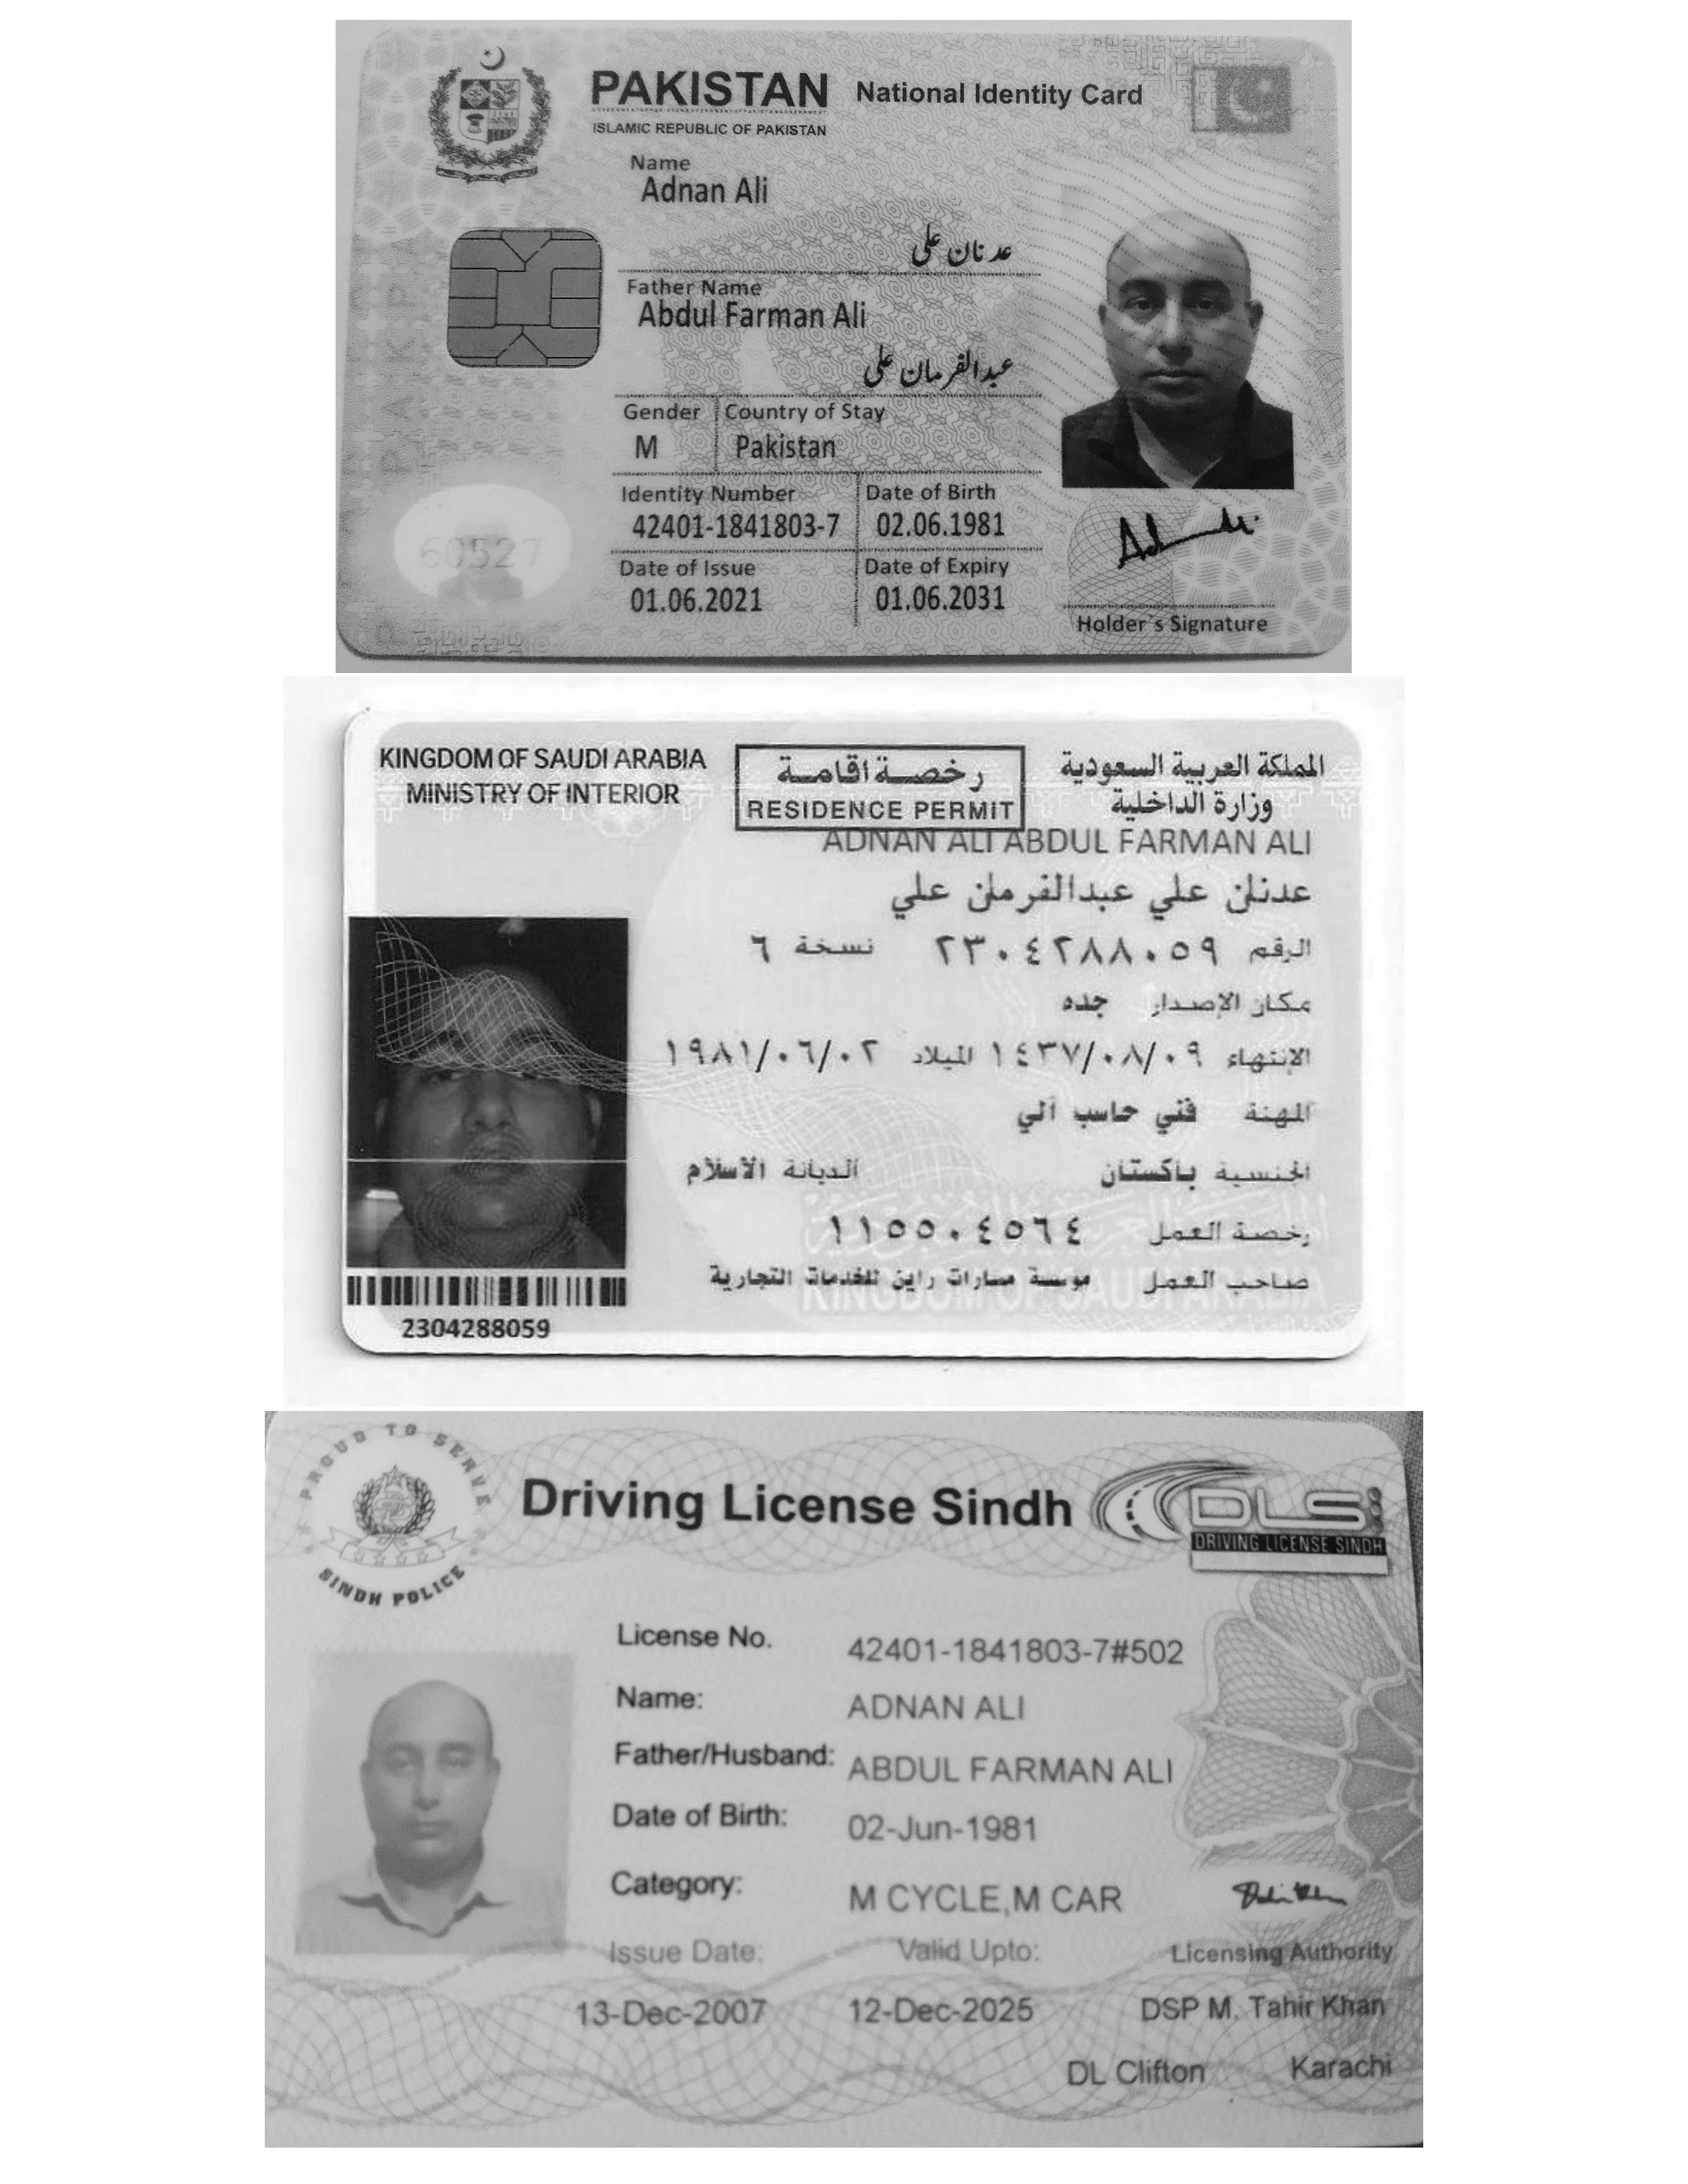 PAKISTAN National Identity Card
ISLAMIC REPUBLIC OF PAKISTAN
Name
Adnan Ali
عدنان علی
Father Name
Abdul Farman Ali
عبدالفرمان علی
Gender Country of Stay
M Pakistan
Identity Number Date of Birth
42401-1841803-7 02.06.1981
60527
Date of Issue Date of Expiry
01.06.2021 01.06.2031
Holder's Signature
KINGDOM OF SAUDI ARABIA رخصة اقامة المملكة العربية السعودية
MINISTRY OF INTERIOR RESIDENCE PERMIT وزارة الداخلية
ADNAN ALI ABDUL FARMAN ALI
عدنان علي عبدالفرمان علي
الرقم ٢٣٠٤٢٨٨٠٥٩ نسخة ٦
مكان الإصدار جده
الإنتهاء ١٤٣٧/٠٨/٠٩ الميلاد ١٩٨١/٠٦/٠٢
المهنة فني حاسب الي
الجنسية باكستان الديانة الاسلام
رخصة العمل ١١٥٥٠٤٥٦٤
صاحب العمل موسسة مسارات راين للخدمات التجارية
KINGDOM OF SAUDI ARABIA
2304288059
PROUD TO SERVE
SINDH POLICE
Driving License Sindh DLS
DRIVING LICENSE SINDH
License No. 42401-1841803-7#502
Name: ADNAN ALI
Father/Husband: ABDUL FARMAN ALI
Date of Birth: 02-Jun-1981
Category: M CYCLE,M CAR
Issue Date: Valid Upto: Licensing Authority
13-Dec-2007 12-Dec-2025 DSP M. Tahir Khan
DL Clifton Karachi